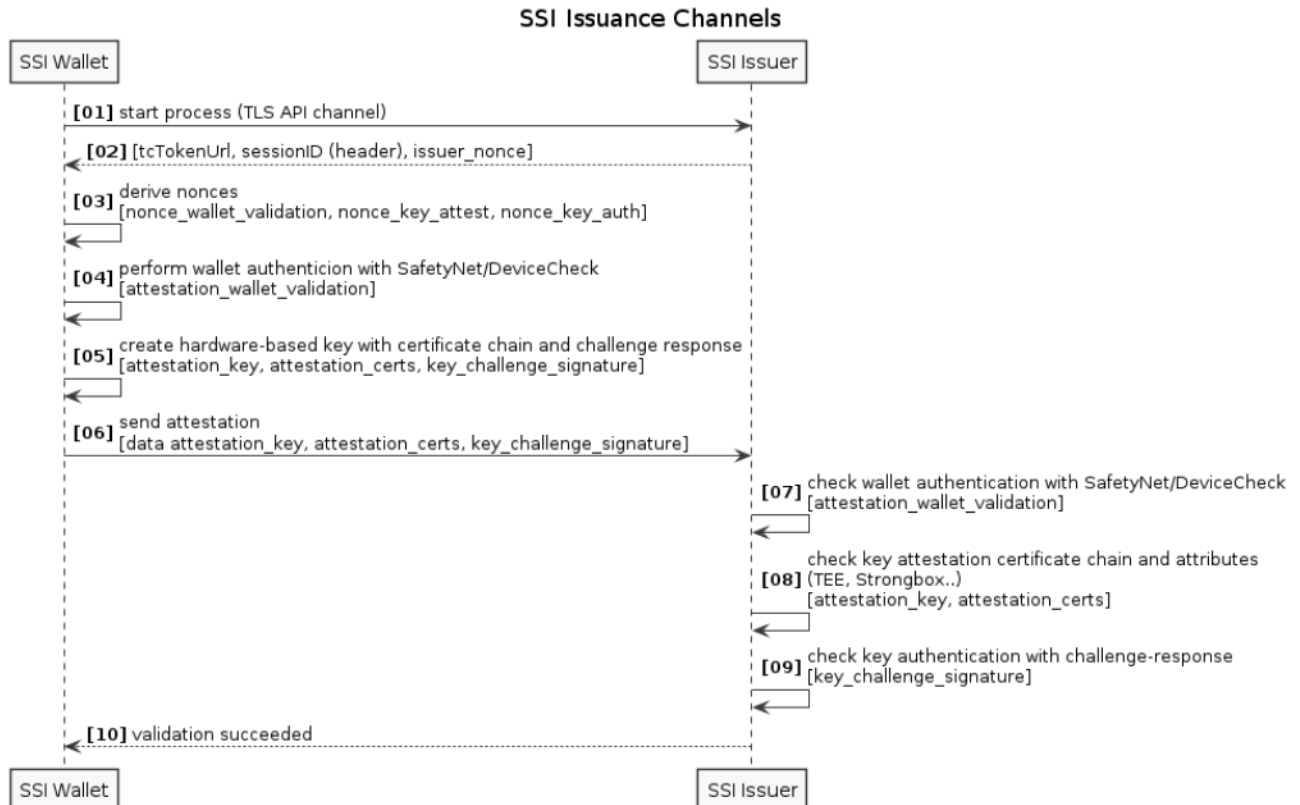 SSI Issuance Channels
SSI Wallet
SSI Issuer
[01] start process (TLS API channel)
[02] [tcTokenUrl, sessionID (header), issuer_nonce]
[03] derive nonces
[nonce_wallet_validation, nonce_key_attest, nonce_key_auth]
[04] perform wallet authenticion with SafetyNet/DeviceCheck
[attestation_wallet_validation]
[05] create hardware-based key with certificate chain and challenge response
[attestation_key, attestation_certs, key_challenge_signature]
[06] send attestation
[data attestation_key, attestation_certs, key_challenge_signature]
[07] check wallet authentication with SafetyNet/DeviceCheck
[attestation_wallet_validation]
[08] check key attestation certificate chain and attributes
(TEE, Strongbox..)
[attestation_key, attestation_certs]
[09] check key authentication with challenge-response
[key_challenge_signature]
[10] validation succeeded
SSI Wallet
SSI Issuer